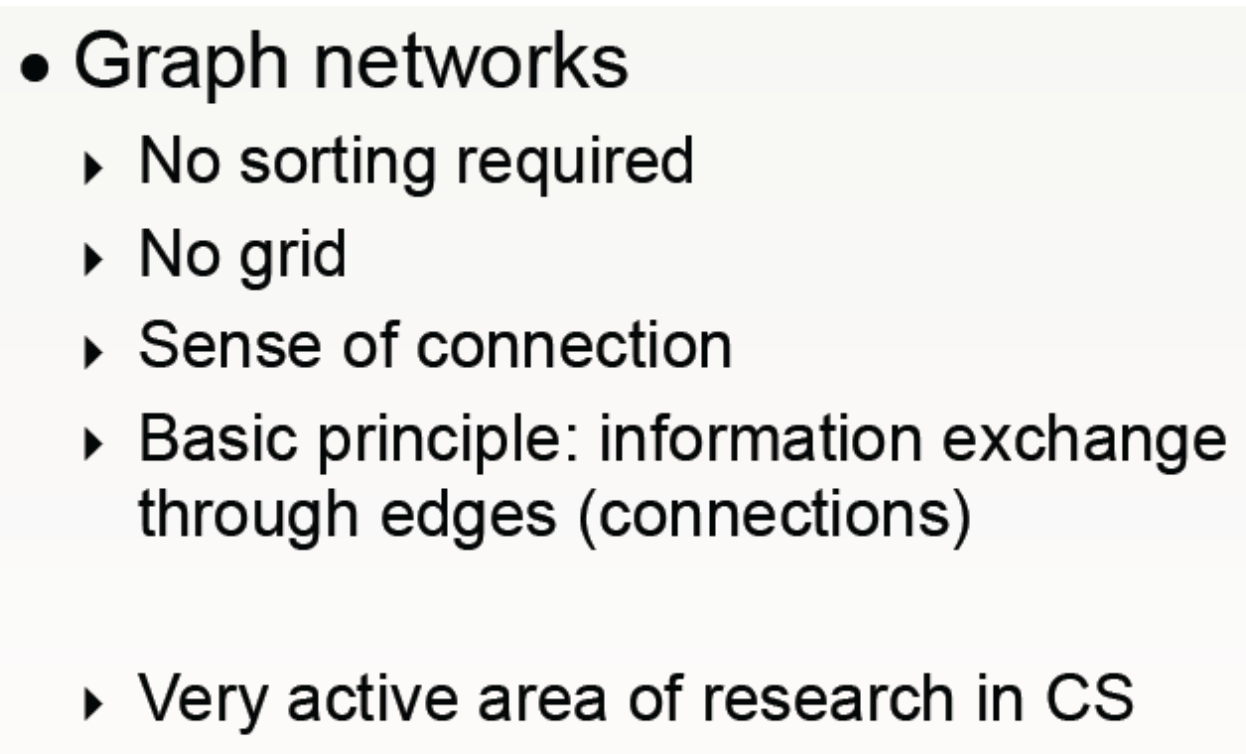 • Graph networks
▸ No sorting required
▸ No grid
▸ Sense of connection
▸ Basic principle: information exchange
through edges (connections)
▸ Very active area of research in CS